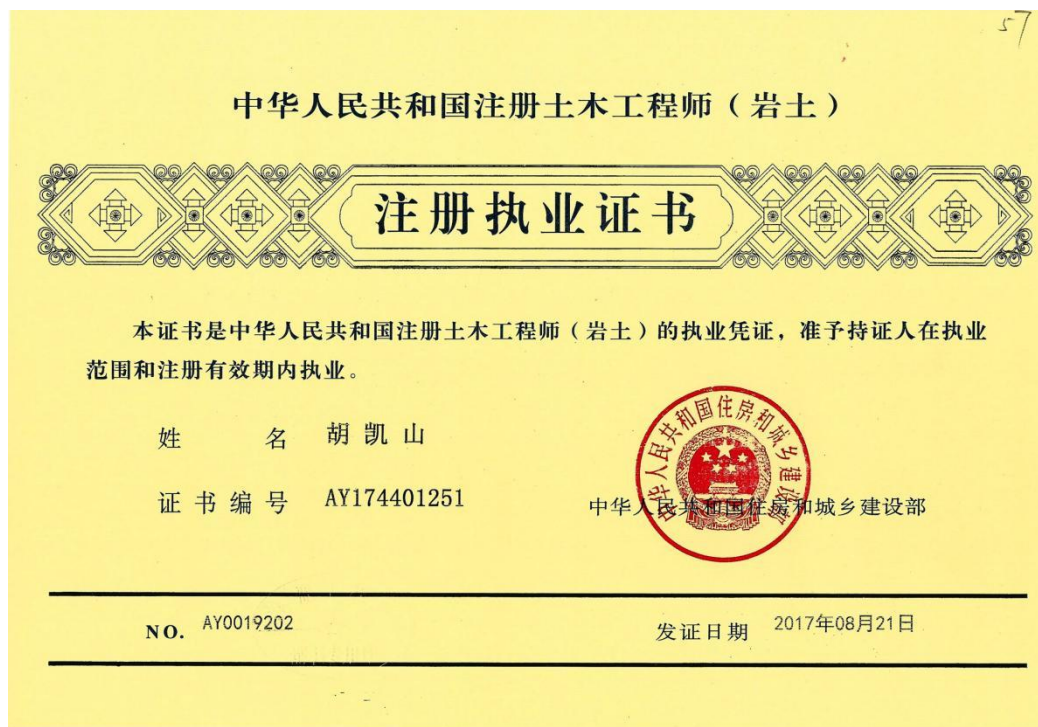 57
中华人民共和国注册土木工程师（岩土）
注册执业证书
本证书是中华人民共和国注册土木工程师（岩土）的执业凭证，准予持证人在执业
范围和注册有效期内执业。
姓 名 胡凯山
证书编号 AY174401251
中华人民共和国住房和城乡建设部
中华人民共和国住房和城乡建设部
NO. AY0019202 发证日期 2017年08月21日